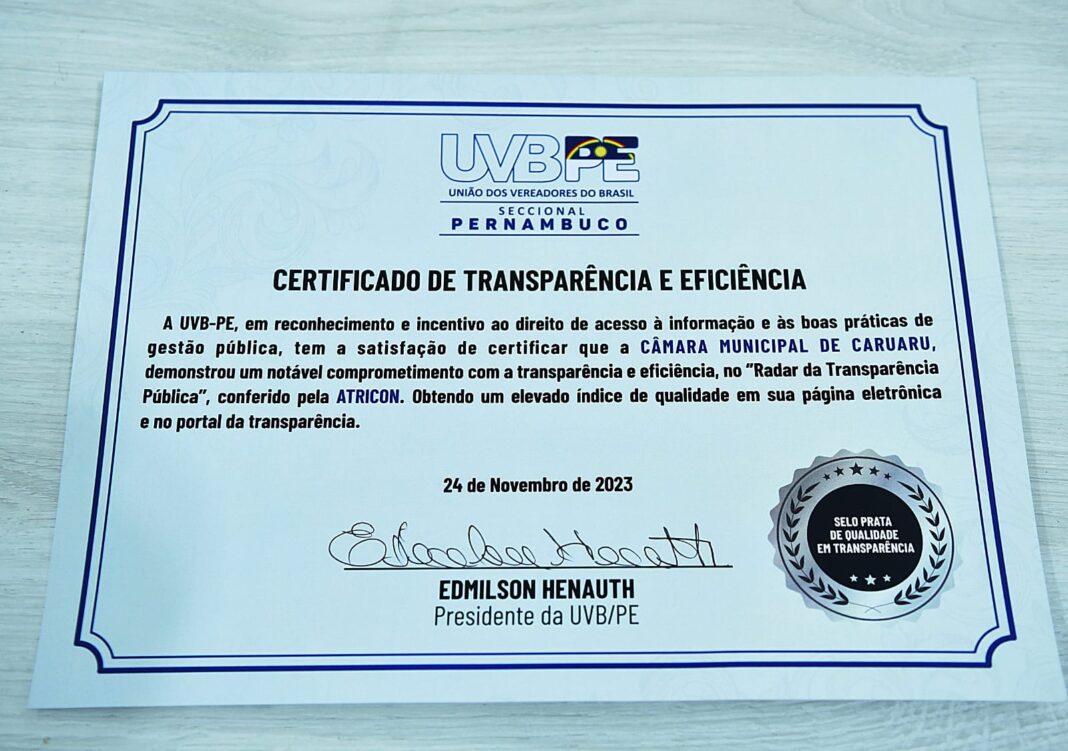 UVBPE
UNIÃO DOS VEREADORES DO BRASIL
SECCIONAL
PERNAMBUCO
CERTIFICADO DE TRANSPARÊNCIA E EFICIÊNCIA
A UVB-PE, em reconhecimento e incentivo ao direito de acesso à informação e às boas práticas de
gestão pública, tem a satisfação de certificar que a CÂMARA MUNICIPAL DE CARUARU,
demonstrou um notável comprometimento com a transparência e eficiência, no "Radar da Transparência
Pública", conferido pela ATRICON. Obtendo um elevado índice de qualidade em sua página eletrônica
e no portal da transparência.
24 de Novembro de 2023
Edmilson Henauth
EDMILSON HENAUTH
Presidente da UVB/PE
SELO PRATA
DE QUALIDADE
EM TRANSPARÊNCIA